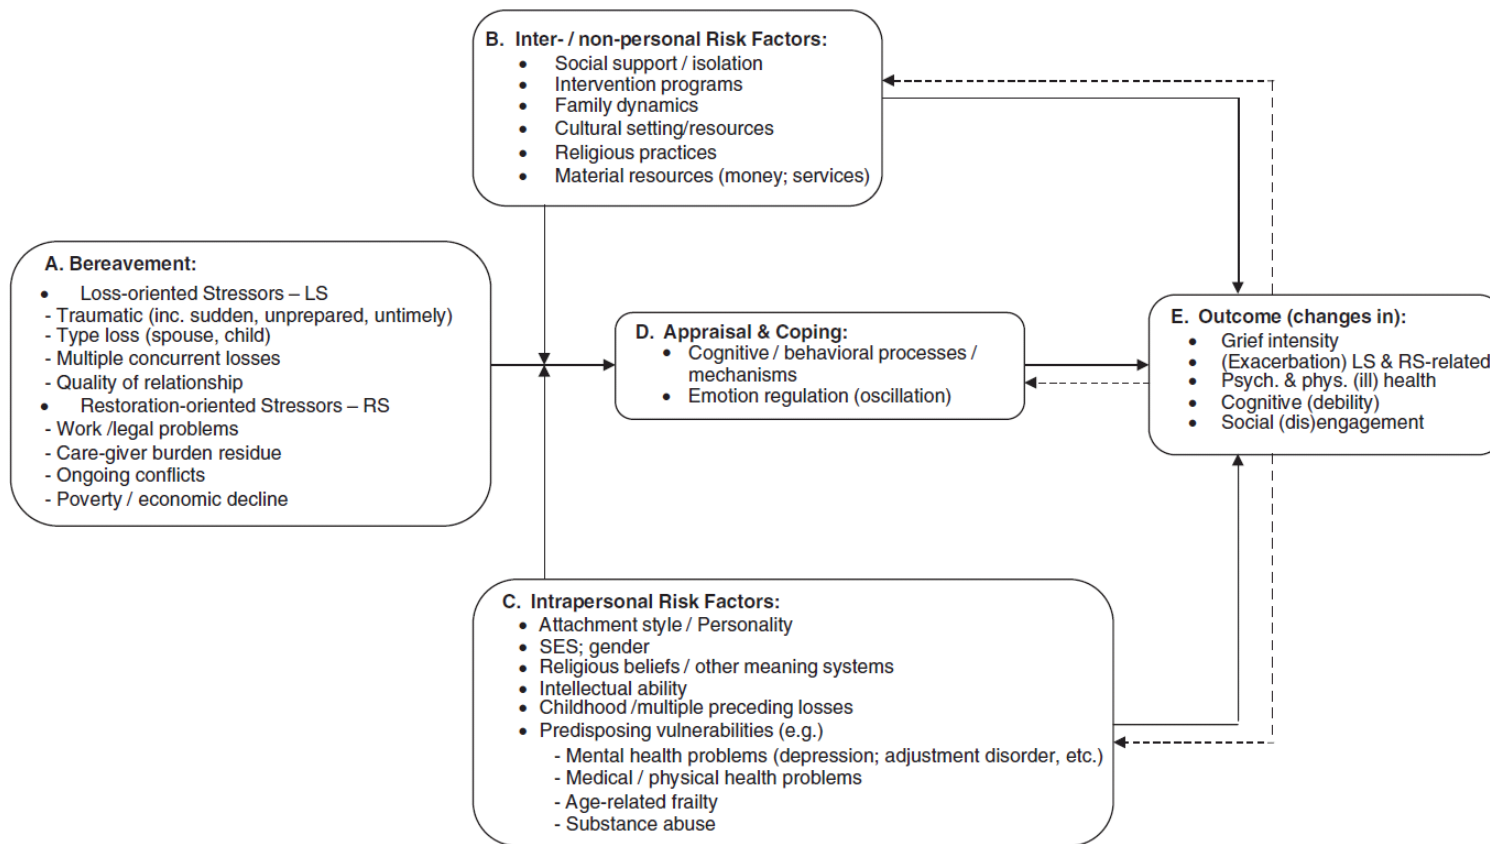 B. Inter- / non-personal Risk Factors:
• Social support / isolation
• Intervention programs
• Family dynamics
• Cultural setting/resources
• Religious practices
• Material resources (money; services)
A. Bereavement:
• Loss-oriented Stressors – LS
- Traumatic (inc. sudden, unprepared, untimely)
- Type loss (spouse, child)
- Multiple concurrent losses
- Quality of relationship
• Restoration-oriented Stressors – RS
- Work /legal problems
- Care-giver burden residue
- Ongoing conflicts
- Poverty / economic decline
D. Appraisal & Coping:
• Cognitive / behavioral processes /
mechanisms
• Emotion regulation (oscillation)
E. Outcome (changes in):
• Grief intensity
• (Exacerbation) LS & RS-related
• Psych. & phys. (ill) health
• Cognitive (debility)
• Social (dis)engagement
C. Intrapersonal Risk Factors:
• Attachment style / Personality
• SES; gender
• Religious beliefs / other meaning systems
• Intellectual ability
• Childhood /multiple preceding losses
• Predisposing vulnerabilities (e.g.)
- Mental health problems (depression; adjustment disorder, etc.)
- Medical / physical health problems
- Age-related frailty
- Substance abuse